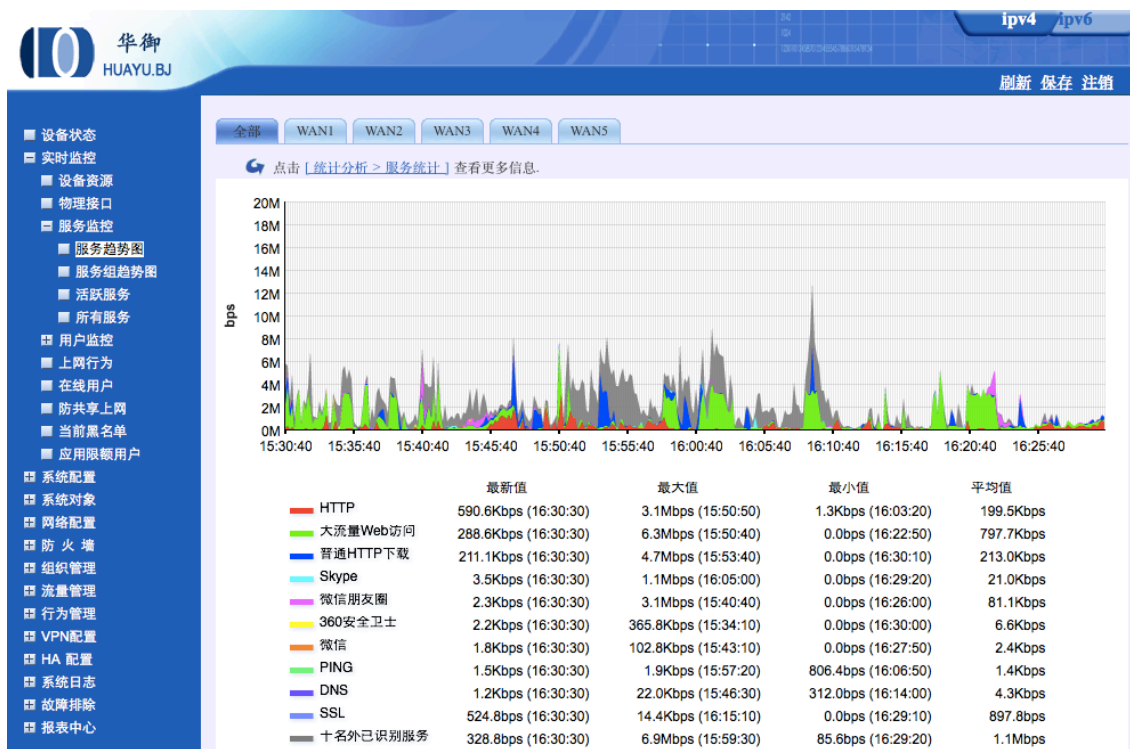 华御
HUAYU.BJ
ipv4 ipv6
刷新 保存 注销
设备状态
实时监控
设备资源
物理接口
服务监控
服务趋势图
服务组趋势图
活跃服务
所有服务
用户监控
上网行为
在线用户
防共享上网
当前黑名单
应用限额用户
系统配置
系统对象
网络配置
防 火 墙
组织管理
流量管理
行为管理
VPN配置
HA 配置
系统日志
故障排除
报表中心
全部 WAN1 WAN2 WAN3 WAN4 WAN5
点击 [ 统计分析 > 服务统计 ] 查看更多信息.
20M
18M
16M
14M
12M
10M
8M
6M
4M
2M
0M
bps
15:30:40 15:35:40 15:40:40 15:45:40 15:50:40 15:55:40 16:00:40 16:05:40 16:10:40 16:15:40 16:20:40 16:25:40
最新值 最大值 最小值 平均值
HTTP 590.6Kbps (16:30:30) 3.1Mbps (15:50:50) 1.3Kbps (16:03:20) 199.5Kbps
大流量Web访问 288.6Kbps (16:30:30) 6.3Mbps (15:50:40) 0.0bps (16:22:50) 797.7Kbps
普通HTTP下载 211.1Kbps (16:30:30) 4.7Mbps (15:53:40) 0.0bps (16:30:10) 213.0Kbps
Skype 3.5Kbps (16:30:30) 1.1Mbps (16:05:00) 0.0bps (16:29:20) 21.0Kbps
微信朋友圈 2.3Kbps (16:30:30) 3.1Mbps (15:40:40) 0.0bps (16:26:00) 81.1Kbps
360安全卫士 2.2Kbps (16:30:30) 365.8Kbps (15:34:10) 0.0bps (16:30:00) 6.6Kbps
微信 1.8Kbps (16:30:30) 102.8Kbps (15:43:10) 0.0bps (16:27:50) 2.4Kbps
PING 1.5Kbps (16:30:30) 1.9Kbps (15:57:20) 806.4bps (16:06:50) 1.4Kbps
DNS 1.2Kbps (16:30:30) 22.0Kbps (15:46:30) 312.0bps (16:14:00) 4.3Kbps
SSL 524.8bps (16:30:30) 14.4Kbps (16:15:10) 0.0bps (16:29:10) 897.8bps
十名外已识别服务 328.8bps (16:30:30) 6.9Mbps (15:59:30) 85.6bps (16:29:20) 1.1Mbps